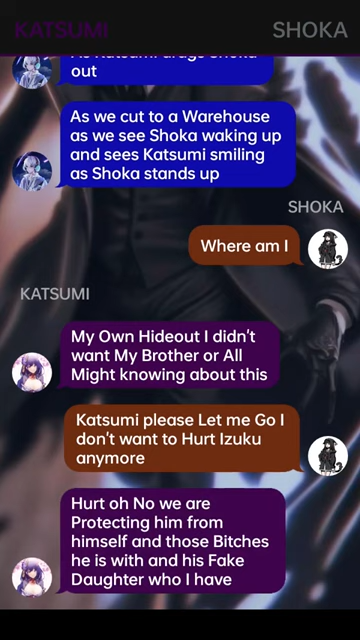 KATSUMI
SHOKA
out
As we cut to a Warehouse
as we see Shoka waking up
and sees Katsumi smiling
as Shoka stands up
SHOKA
Where am I
KATSUMI
My Own Hideout I didn't
want My Brother or All
Might knowing about this
Katsumi please Let me Go I
don't want to Hurt Izuku
anymore
Hurt oh No we are
Protecting him from
himself and those Bitches
he is with and his Fake
Daughter who I have